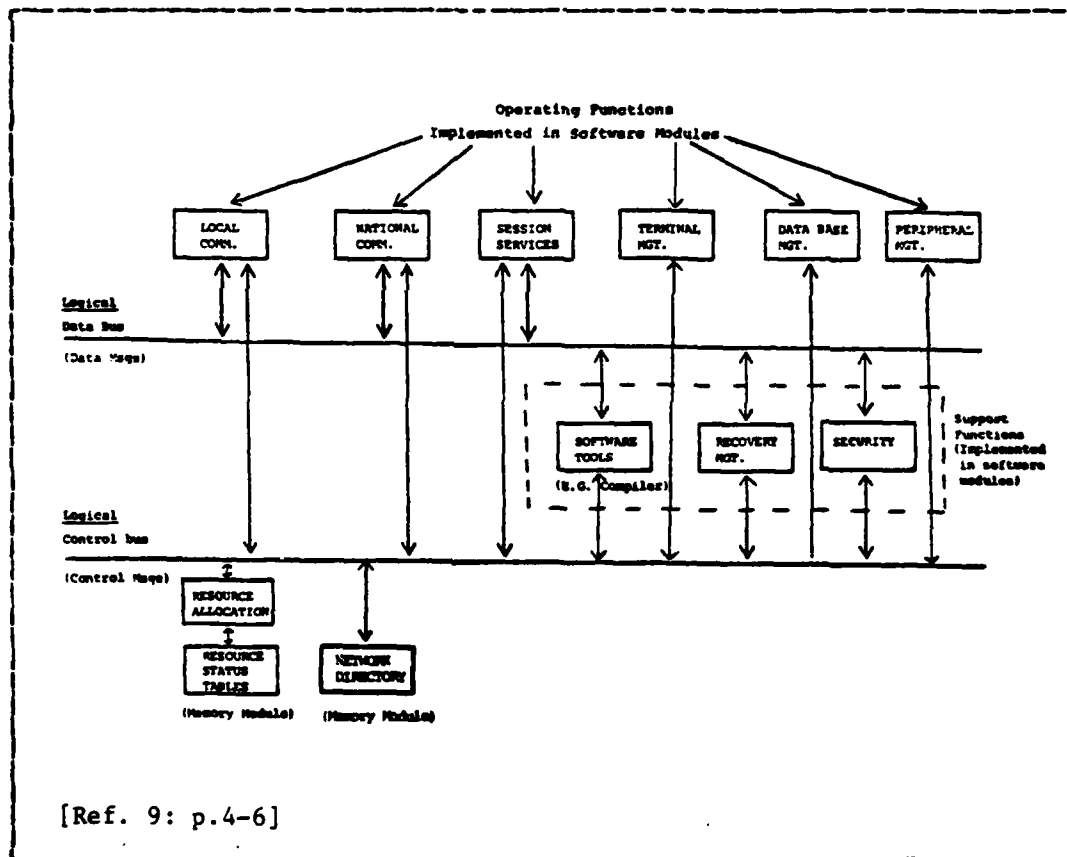 Operating Functions
Implemented in Software Modules
LOCAL
COMM.
NATIONAL
COMM.
SESSION
SERVICES
TERMINAL
MGT.
DATA BASE
MGT.
PERIPHERAL
MGT.
Logical
Data Bus
(Data Msgs)
SOFTWARE
TOOLS
(E.G. Compiler)
RECOVERY
MGT.
SECURITY
Support
Functions
(Implemented
in software
modules)
Logical
Control bus
(Control Msgs)
RESOURCE
ALLOCATION
RESOURCE
STATUS
TABLES
(Memory Module)
NETWORK
DIRECTORY
(Memory Module)
[Ref. 9: p.4-6]